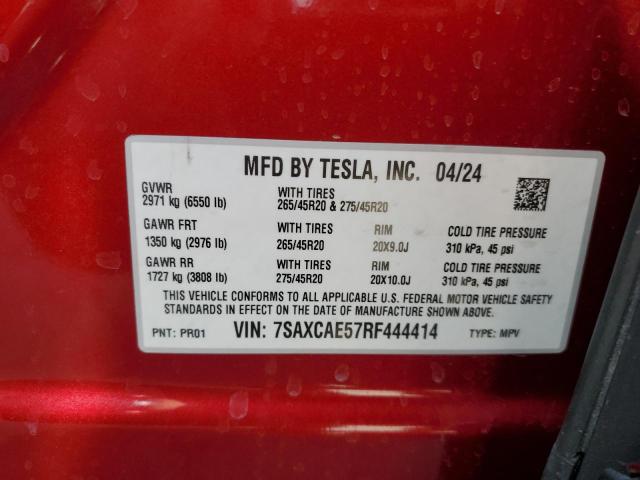 MFD BY TESLA, INC. 04/24
GVWR WITH TIRES
2971 kg (6550 lb) 265/45R20 & 275/45R20
GAWR FRT WITH TIRES RIM COLD TIRE PRESSURE
1350 kg (2976 lb) 265/45R20 20X9.0J 310 kPa, 45 psi
GAWR RR WITH TIRES RIM COLD TIRE PRESSURE
1727 kg (3808 lb) 275/45R20 20X10.0J 310 kPa, 45 psi
THIS VEHICLE CONFORMS TO ALL APPLICABLE U.S. FEDERAL MOTOR VEHICLE SAFETY
STANDARDS IN EFFECT ON THE DATE OF MANUFACTURE SHOWN ABOVE.
PNT: PR01 VIN: 7SAXCAE57RF444414 TYPE: MPV